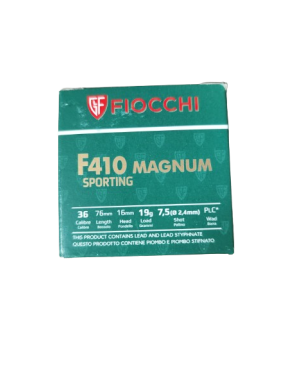 GF FIOCCHI
F410 MAGNUM
SPORTING
36 76mm 16mm 19g 7,5(Ø 2,4mm) PLC*
Calibre Length Head Load Shot Wad
THIS PRODUCT CONTAINS LEAD AND LEAD STYPHNATE
QUESTO PRODOTTO CONTIENE PIOMBO E PIOMBO STIFNATO.